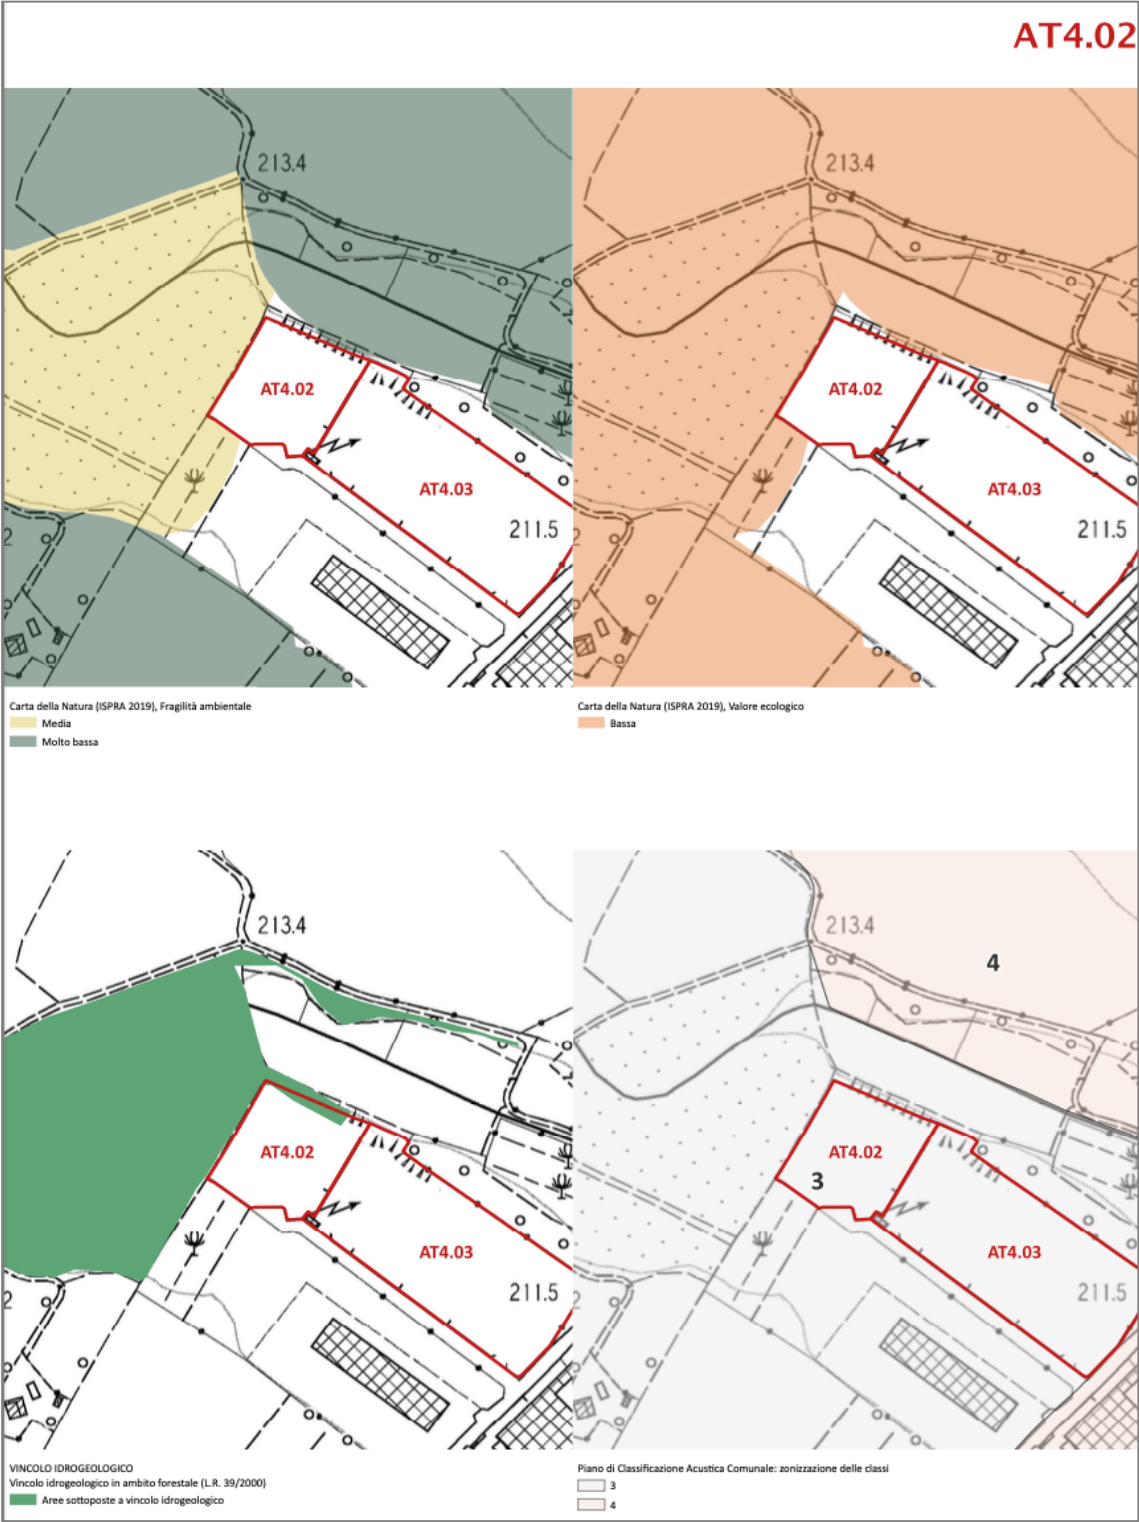 AT4.02
213.4
213.4
AT4.02
AT4.02
AT4.03
AT4.03
211.5
211.5
2
Carta della Natura (ISPRA 2019), Fragilità ambientale
Media
Molto bassa
Carta della Natura (ISPRA 2019), Valore ecologico
Bassa
213.4
213.4
4
AT4.02
AT4.02
3
AT4.03
AT4.03
211.5
211.5
2
2
VINCOLO IDROGEOLOGICO
Vincolo idrogeologico in ambito forestale (L.R. 39/2000)
Aree sottoposte a vincolo idrogeologico
Piano di Classificazione Acustica Comunale: zonizzazione delle classi
3
4